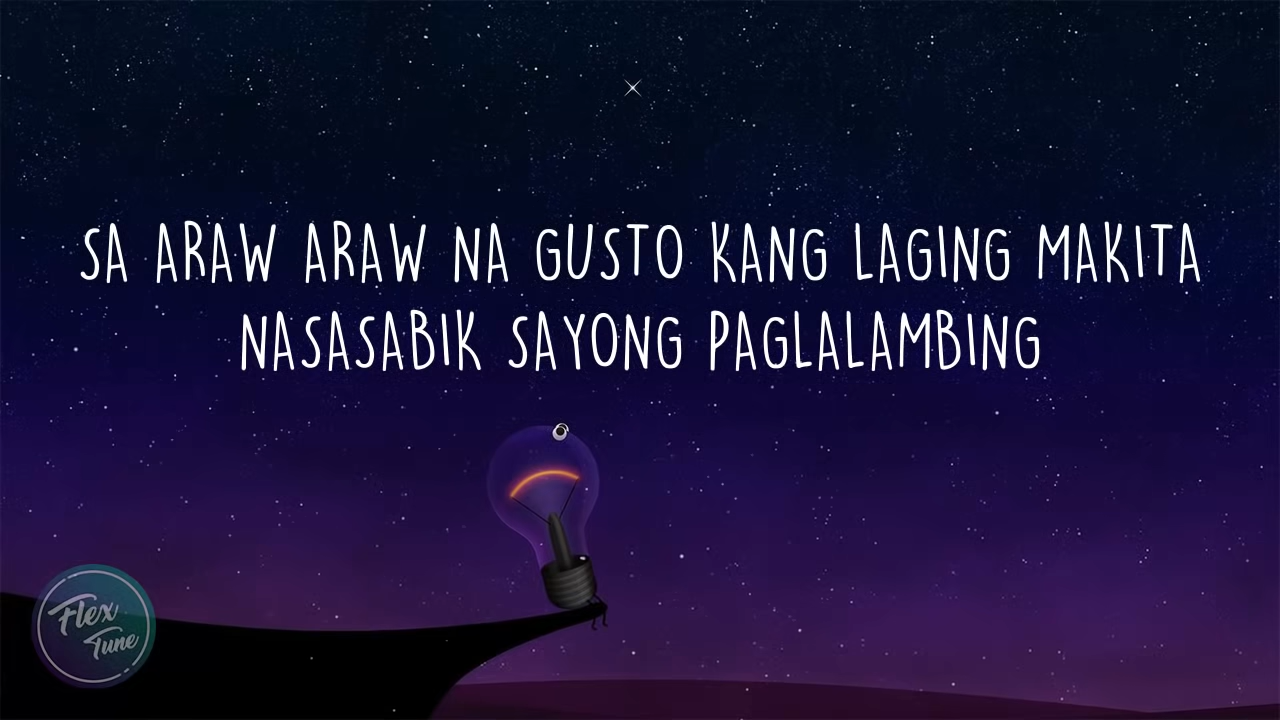 SA ARAW ARAW NA GUSTO KANG LAGING MAKITA
NASASABIK SAYONG PAGLALAMBING
Flex
Tune